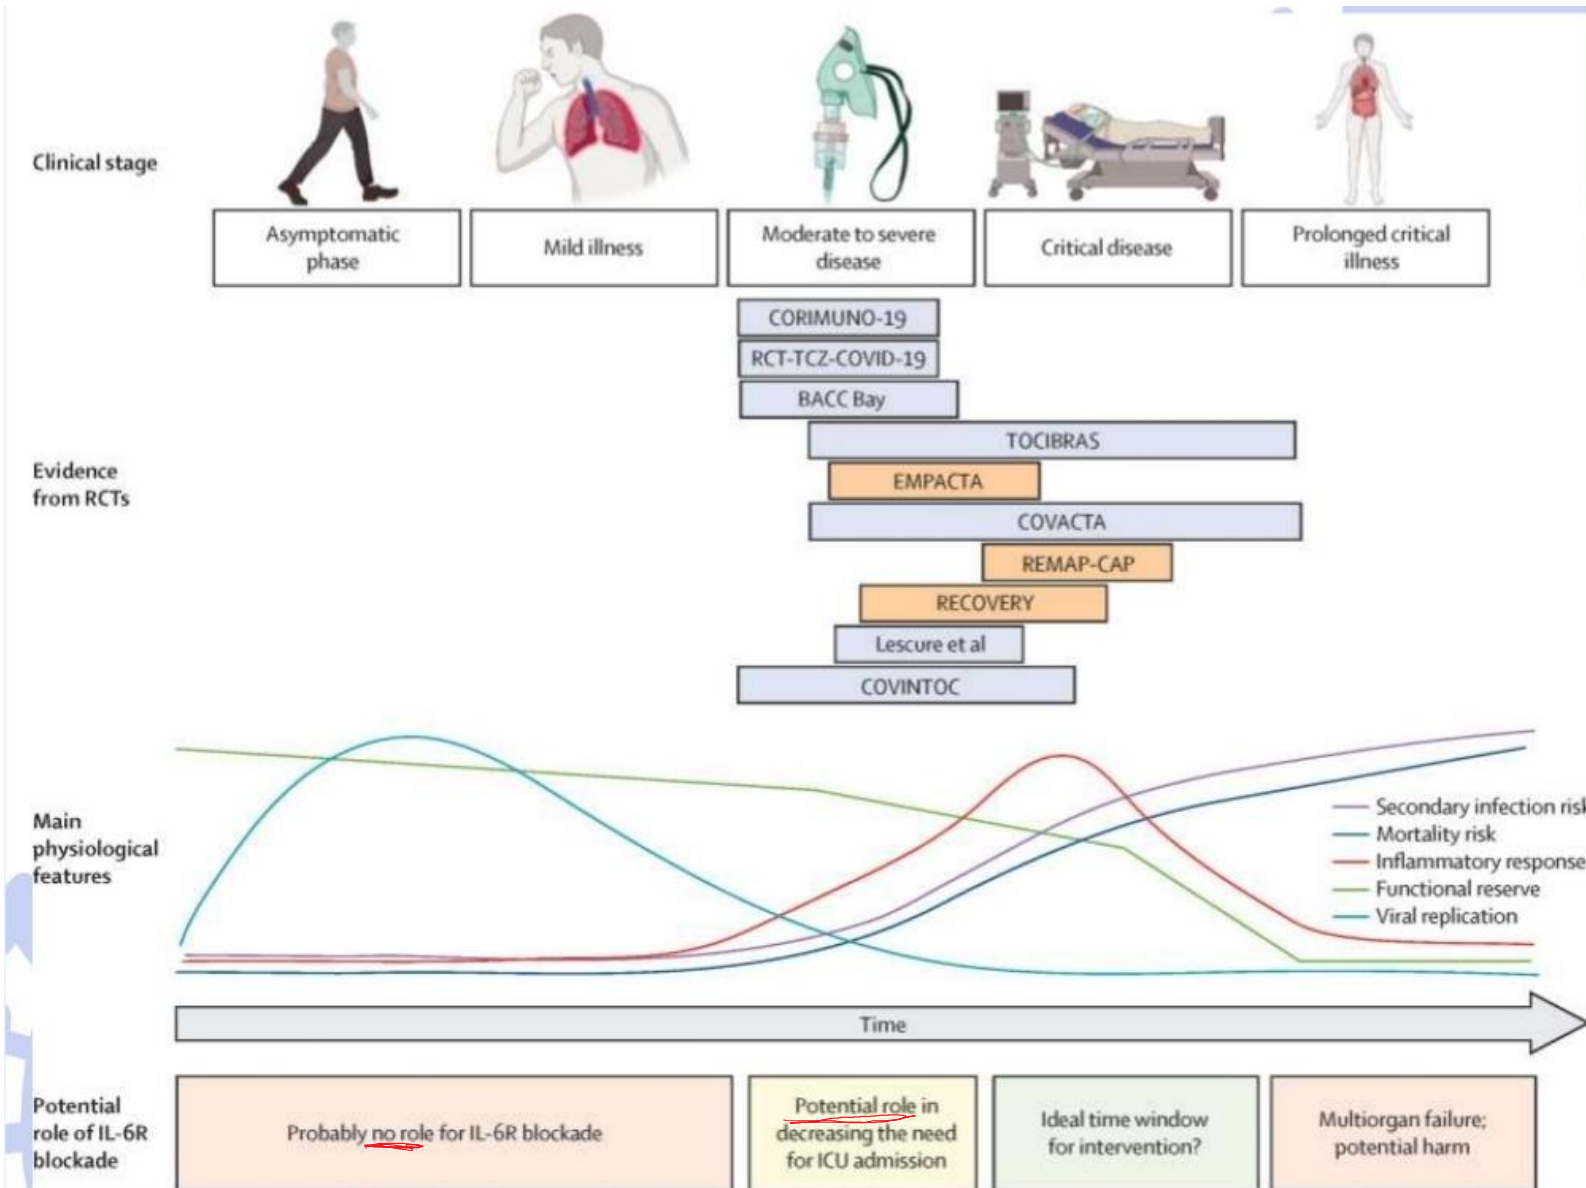 Clinical stage
Asymptomatic
phase
Mild illness
Moderate to severe
disease
Critical disease
Prolonged critical
illness
Evidence
from RCTs
CORIMUNO-19
RCT-TCZ-COVID-19
BACC Bay
TOCIBRAS
EMPACTA
COVACTA
REMAP-CAP
RECOVERY
Lescure et al
COVINTOC
Main
physiological
features
Secondary infection risk
Mortality risk
Inflammatory response
Functional reserve
Viral replication
Time
Potential
role of IL-6R
blockade
Probably no role for IL-6R blockade
Potential role in
decreasing the need
for ICU admission
Ideal time window
for intervention?
Multiorgan failure;
potential harm